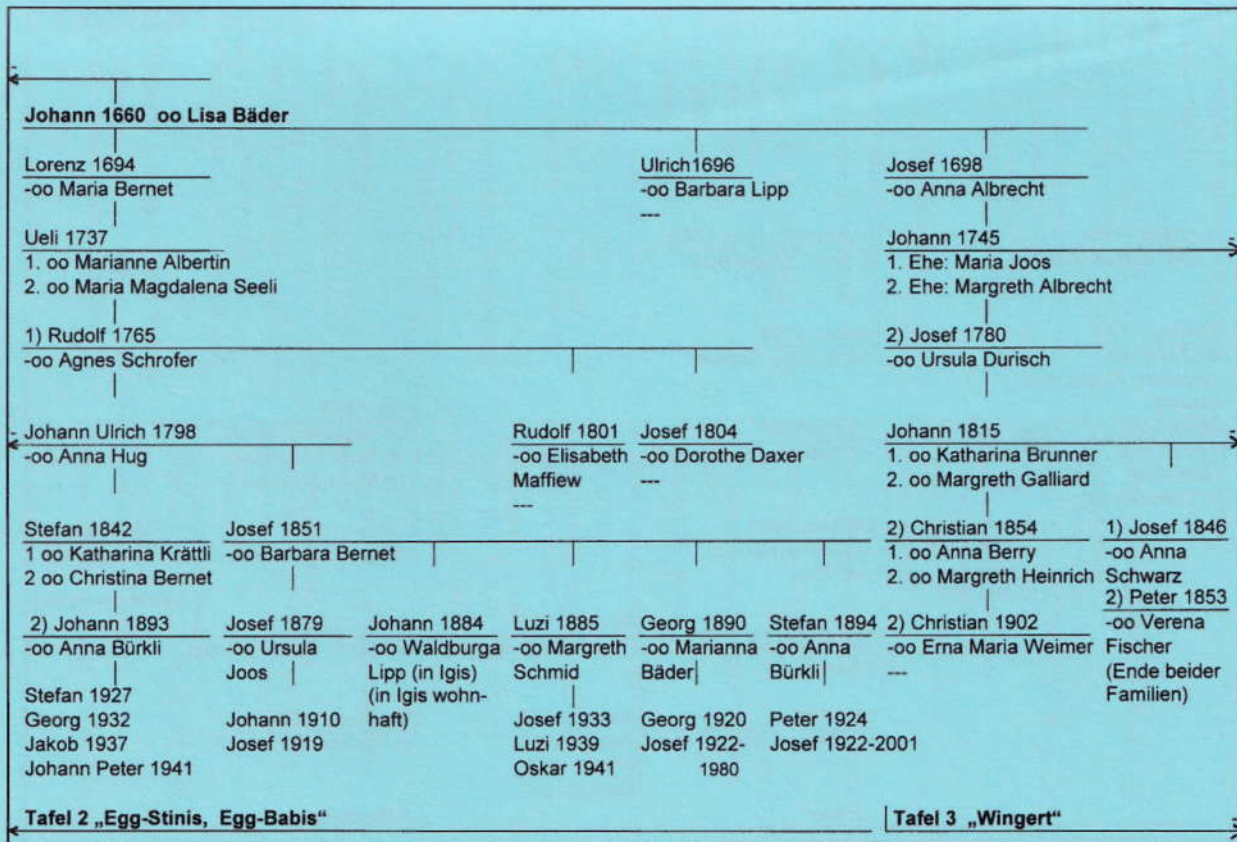 Johann 1660 oo Lisa Bäder
Lorenz 1694
-oo Maria Bernet
Ulrich1696
-oo Barbara Lipp
---
Josef 1698
-oo Anna Albrecht
Ueli 1737
1. oo Marianne Albertin
2. oo Maria Magdalena Seeli
Johann 1745
1. Ehe: Maria Joos
2. Ehe: Margreth Albrecht
1) Rudolf 1765
-oo Agnes Schrofer
2) Josef 1780
-oo Ursula Durisch
Johann Ulrich 1798
-oo Anna Hug
Rudolf 1801
-oo Elisabeth
Maffiew
---
Josef 1804
-oo Dorothe Daxer
---
Johann 1815
1. oo Katharina Brunner
2. oo Margreth Galliard
Stefan 1842
1 oo Katharina Krättli
2 oo Christina Bernet
Josef 1851
-oo Barbara Bernet
2) Christian 1854
1. oo Anna Berry
2. oo Margreth Heinrich
1) Josef 1846
-oo Anna
Schwarz
2) Peter 1853
-oo Verena
Fischer
(Ende beider
Familien)
2) Johann 1893
-oo Anna Bürkli
Stefan 1927
Georg 1932
Jakob 1937
Johann Peter 1941
Josef 1879
-oo Ursula
Joos
Johann 1910
Josef 1919
Johann 1884
-oo Waldburga
Lipp (in Igis)
(in Igis wohn-
haft)
Luzi 1885
-oo Margreth
Schmid
Josef 1933
Luzi 1939
Oskar 1941
Georg 1890
-oo Marianna
Bäder
Georg 1920
Josef 1922-
1980
Stefan 1894
-oo Anna
Bürkli
Peter 1924
Josef 1922-2001
2) Christian 1902
-oo Erna Maria Weimer
---
Tafel 2 „Egg-Stinis, Egg-Babis“
Tafel 3 „Wingert“